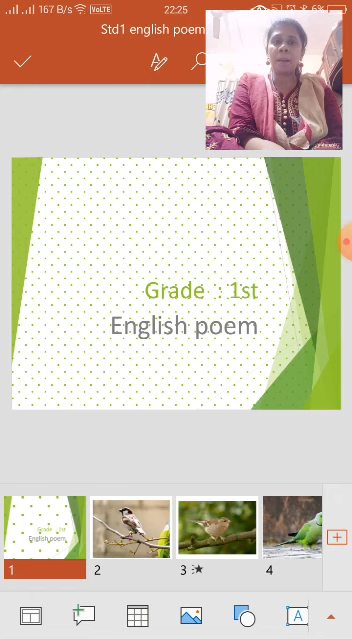 167 B/s VoLTE 22:25 6%
Std1 english poem
Grade : 1st
English poem
Grade : 1st
English poem
1 2 3 4
A